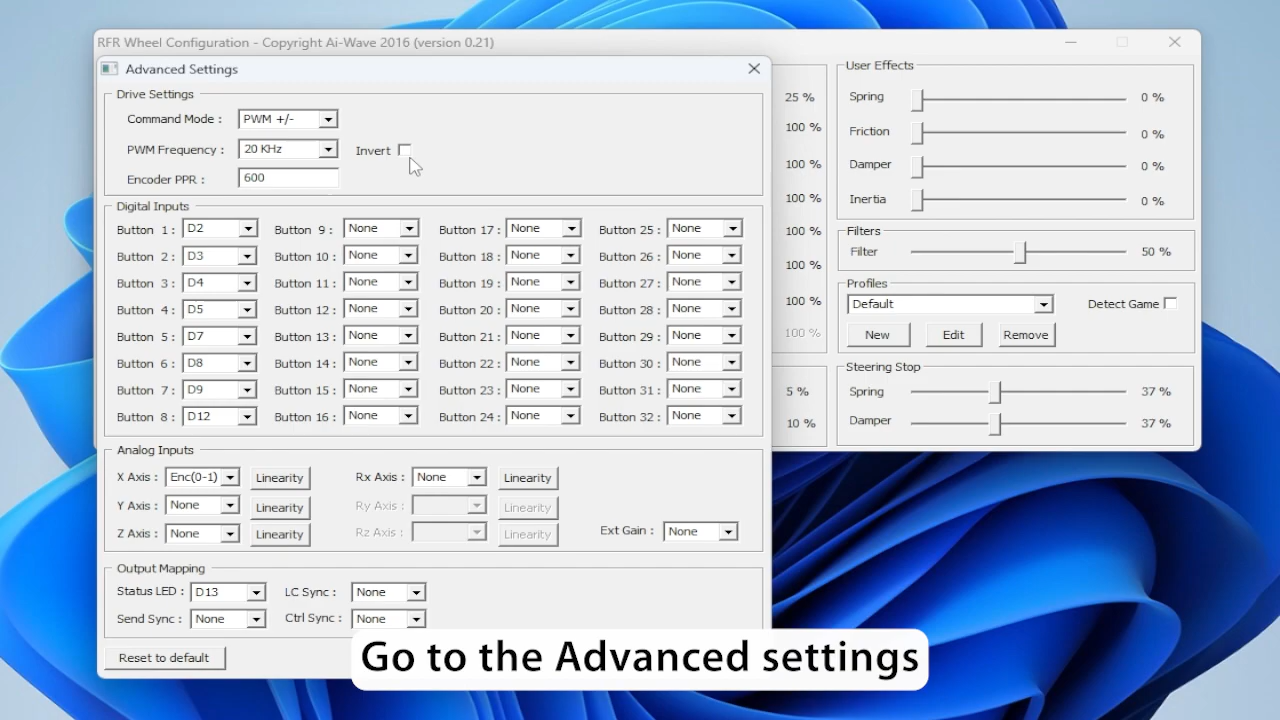 RFR Wheel Configuration - Copyright Ai-Wave 2016 (version 0.21)
Advanced Settings
Drive Settings
Command Mode : PWM +/-
PWM Frequency : 20 KHz Invert
Encoder PPR : 600
Digital Inputs
Button 1 : D2 Button 9 : None Button 17 : None Button 25 : None
Button 2 : D3 Button 10 : None Button 18 : None Button 26 : None
Button 3 : D4 Button 11 : None Button 19 : None Button 27 : None
Button 4 : D5 Button 12 : None Button 20 : None Button 28 : None
Button 5 : D7 Button 13 : None Button 21 : None Button 29 : None
Button 6 : D8 Button 14 : None Button 22 : None Button 30 : None
Button 7 : D9 Button 15 : None Button 23 : None Button 31 : None
Button 8 : D12 Button 16 : None Button 24 : None Button 32 : None
Analog Inputs
X Axis : Enc(0-1) Linearity Rx Axis : None Linearity
Y Axis : None Linearity Ry Axis : Linearity
Z Axis : None Linearity Rz Axis : Linearity Ext Gain : None
Output Mapping
Status LED : D13 LC Sync : None
Send Sync : None Ctrl Sync : None
Reset to default
25 %
100 %
100 %
100 %
100 %
100 %
100 %
100 %
5 %
10 %
User Effects
Spring 0 %
Friction 0 %
Damper 0 %
Inertia 0 %
Filters
Filter 50 %
Profiles
Default Detect Game
New Edit Remove
Steering Stop
Spring 37 %
Damper 37 %
Go to the Advanced settings